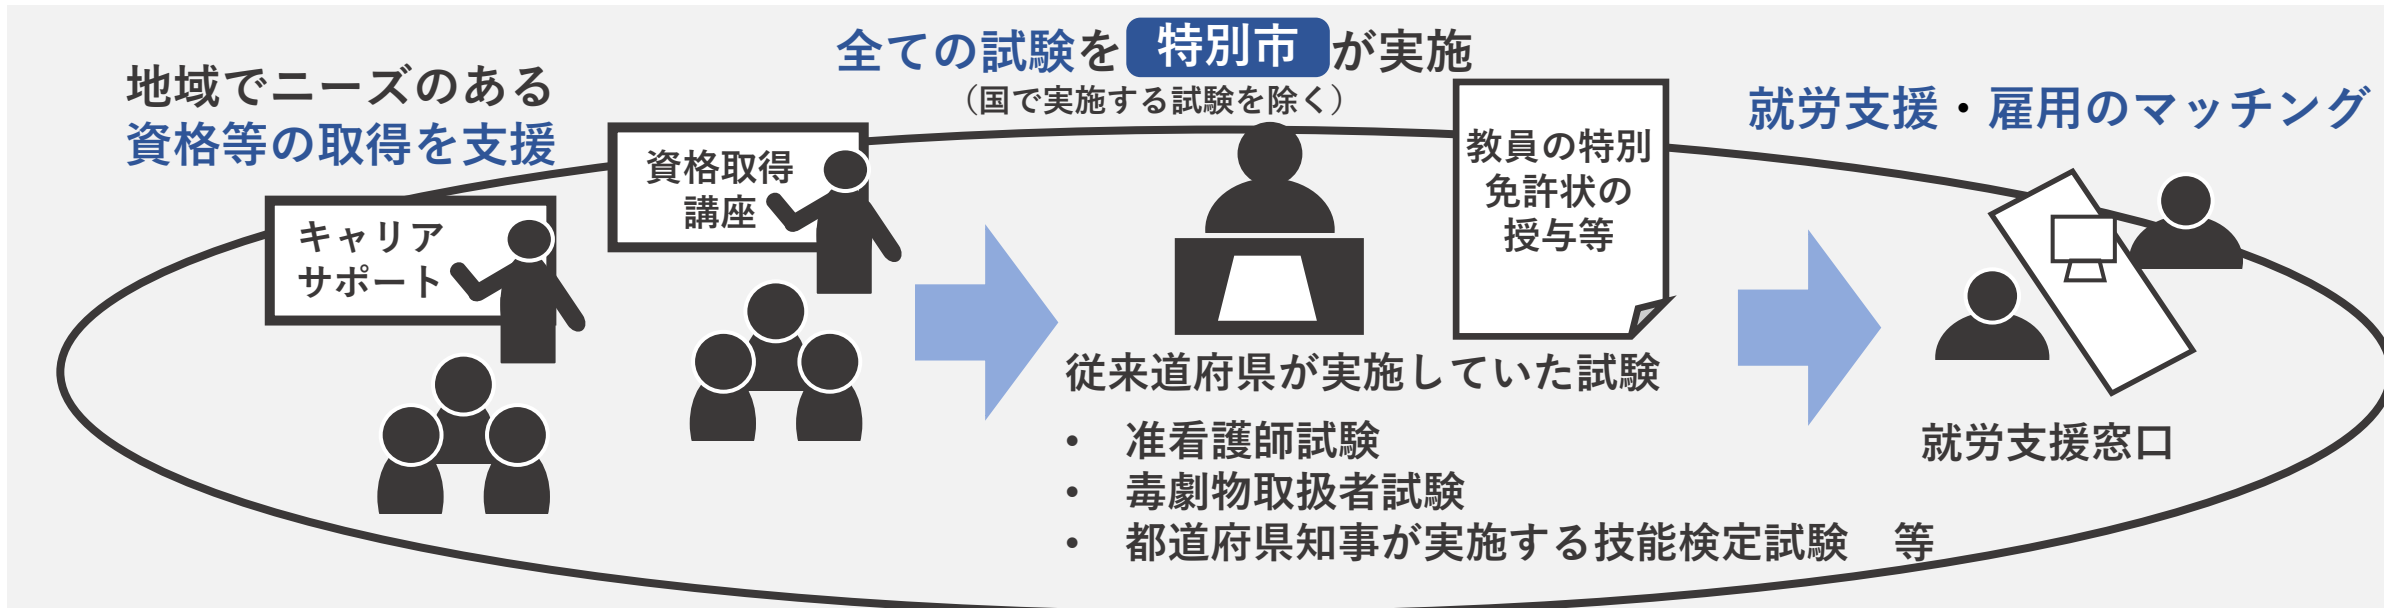 地域でニーズのある
資格等の取得を支援
キャリア
サポート
資格取得
講座
全ての試験を 特別市 が実施
（国で実施する試験を除く）
教員の特別
免許状の
授与等
従来道府県が実施していた試験
• 准看護師試験
• 毒劇物取扱者試験
• 都道府県知事が実施する技能検定試験　等
就労支援・雇用のマッチング
就労支援窓口